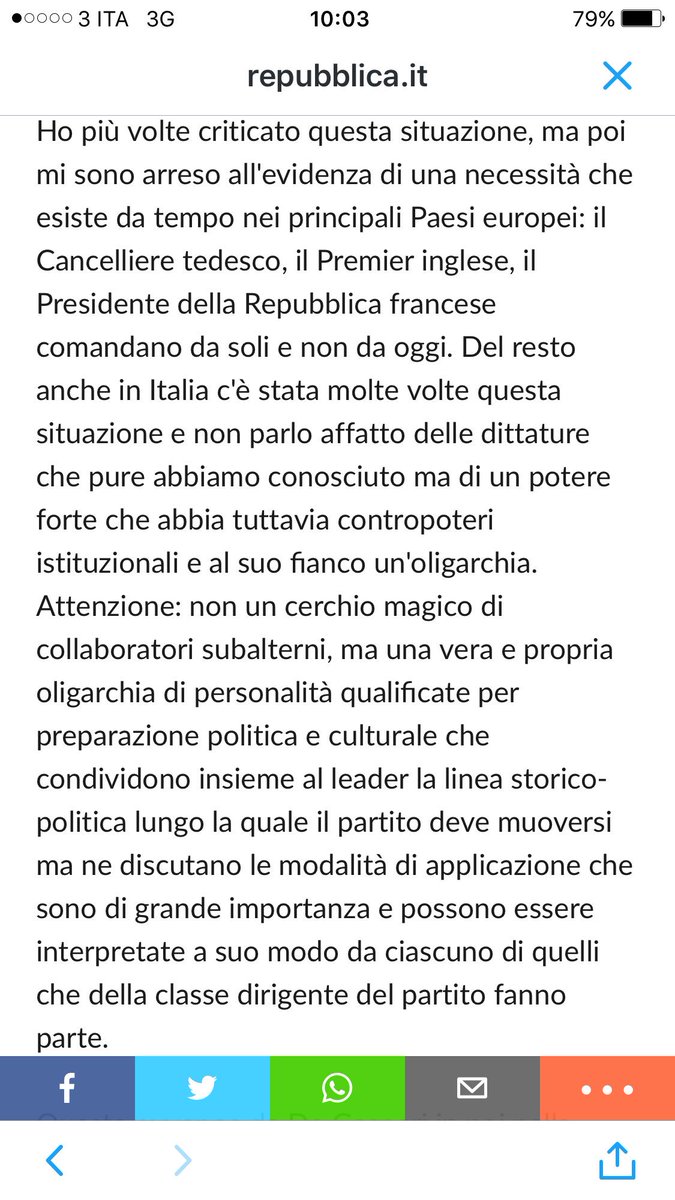 3 ITA 3G 10:03 79%
repubblica.it
Ho più volte criticato questa situazione, ma poi
mi sono arreso all'evidenza di una necessità che
esiste da tempo nei principali Paesi europei: il
Cancelliere tedesco, il Premier inglese, il
Presidente della Repubblica francese
comandano da soli e non da oggi. Del resto
anche in Italia c'è stata molte volte questa
situazione e non parlo affatto delle dittature
che pure abbiamo conosciuto ma di un potere
forte che abbia tuttavia contropoteri
istituzionali e al suo fianco un'oligarchia.
Attenzione: non un cerchio magico di
collaboratori subalterni, ma una vera e propria
oligarchia di personalità qualificate per
preparazione politica e culturale che
condividono insieme al leader la linea storico-
politica lungo la quale il partito deve muoversi
ma ne discutano le modalità di applicazione che
sono di grande importanza e possono essere
interpretate a suo modo da ciascuno di quelli
che della classe dirigente del partito fanno
parte.